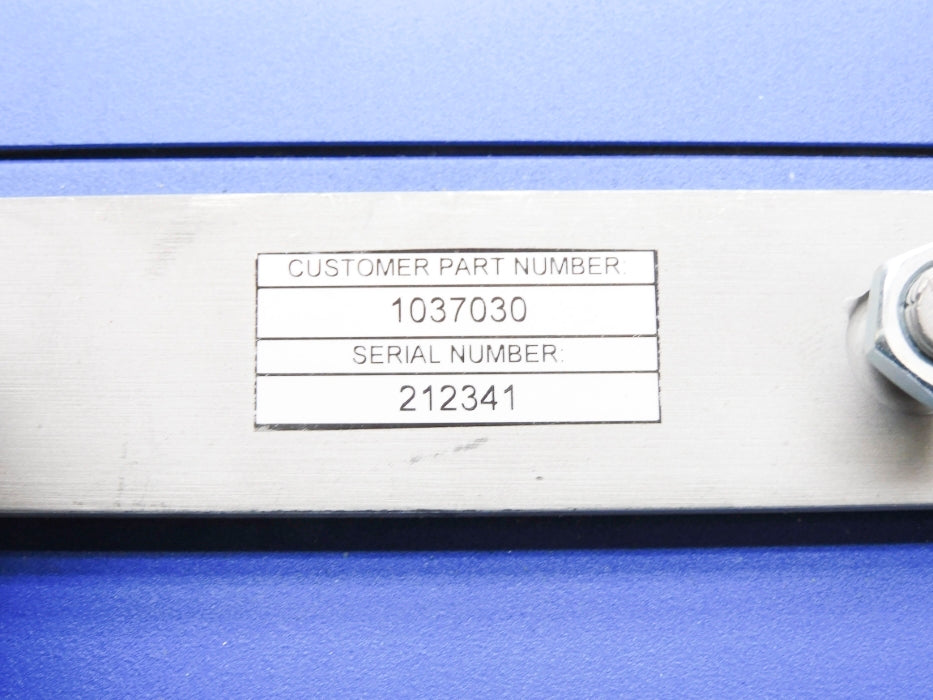 CUSTOMER PART NUMBER:
1037030
SERIAL NUMBER:
212341